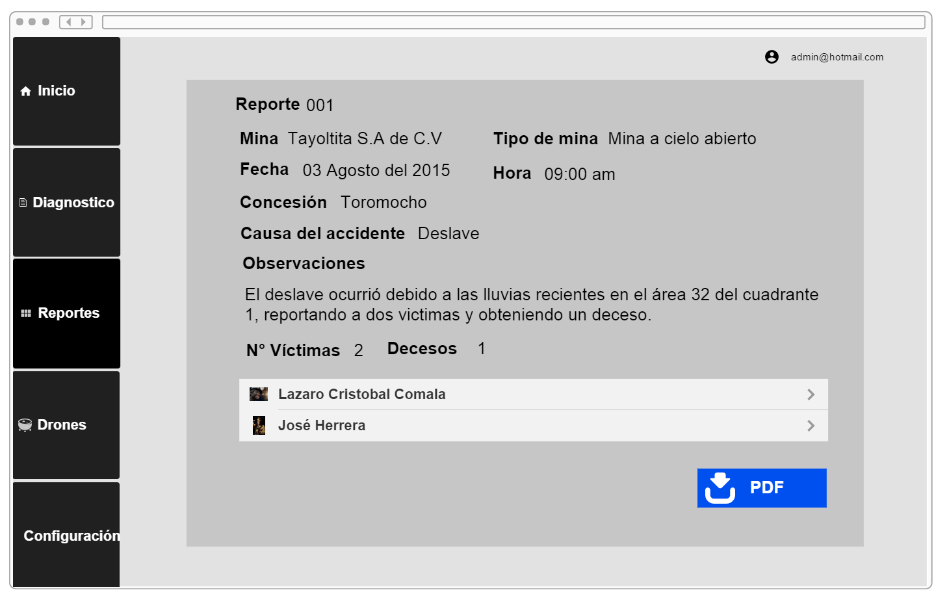 admin@hotmail.com
Inicio
Diagnostico
Reportes
Drones
Configuración
Reporte 001
Mina Tayoltita S.A de C.V Tipo de mina Mina a cielo abierto
Fecha 03 Agosto del 2015 Hora 09:00 am
Concesión Toromocho
Causa del accidente Deslave
Observaciones
El deslave ocurrió debido a las lluvias recientes en el área 32 del cuadrante
1, reportando a dos victimas y obteniendo un deceso.
N° Víctimas 2 Decesos 1
Lazaro Cristobal Comala
José Herrera
PDF